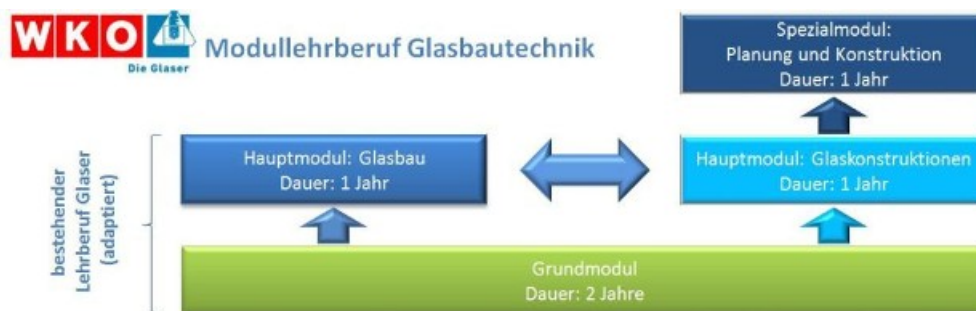 WKO
Die Glaser
Modullehrberuf Glasbautechnik
Spezialmodul:
Planung und Konstruktion
Dauer: 1 Jahr
Hauptmodul: Glasbau
Dauer: 1 Jahr
Hauptmodul: Glaskonstruktionen
Dauer: 1 Jahr
bestehender
Lehrberuf Glaser
(adaptiert)
Grundmodul
Dauer: 2 Jahre